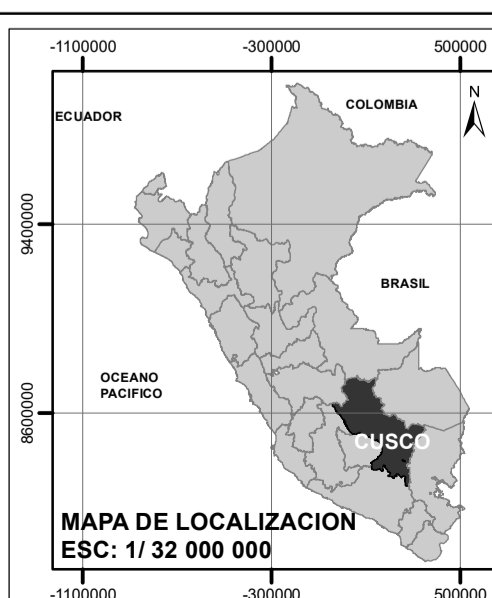 -1100000 -300000 500000
N
COLOMBIA
ECUADOR
9400000
BRASIL
OCEANO
PACIFICO
8600000
CUSCO
MAPA DE LOCALIZACION
ESC: 1/ 32 000 000
-1100000 -300000 500000